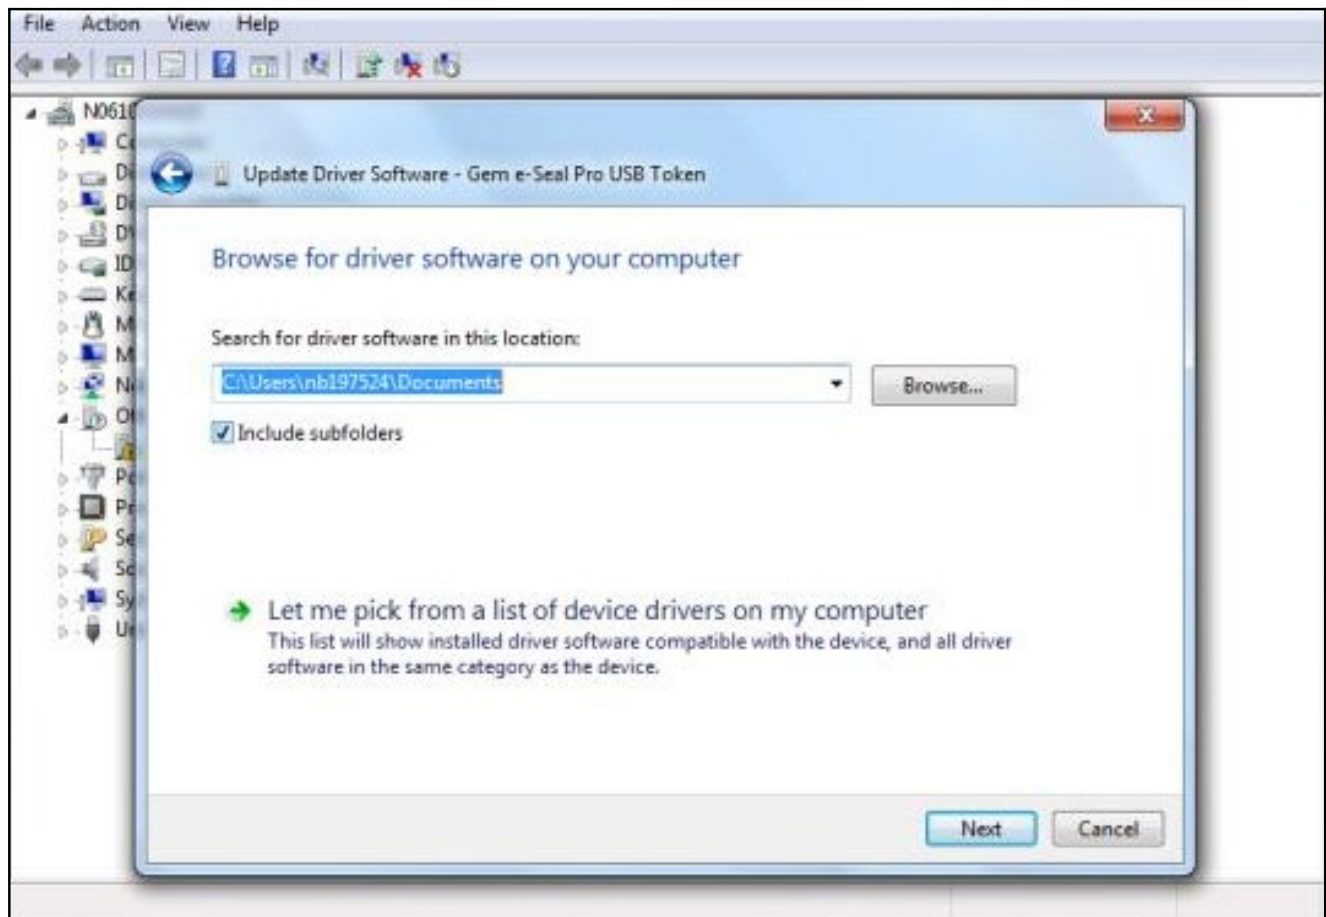 File Action View Help
N0610
Update Driver Software - Gem e-Seal Pro USB Token
Browse for driver software on your computer
Search for driver software in this location:
C:\Users\nb197524\Documents
Browse...
Include subfolders
Let me pick from a list of device drivers on my computer
This list will show installed driver software compatible with the device, and all driver
software in the same category as the device.
Next Cancel